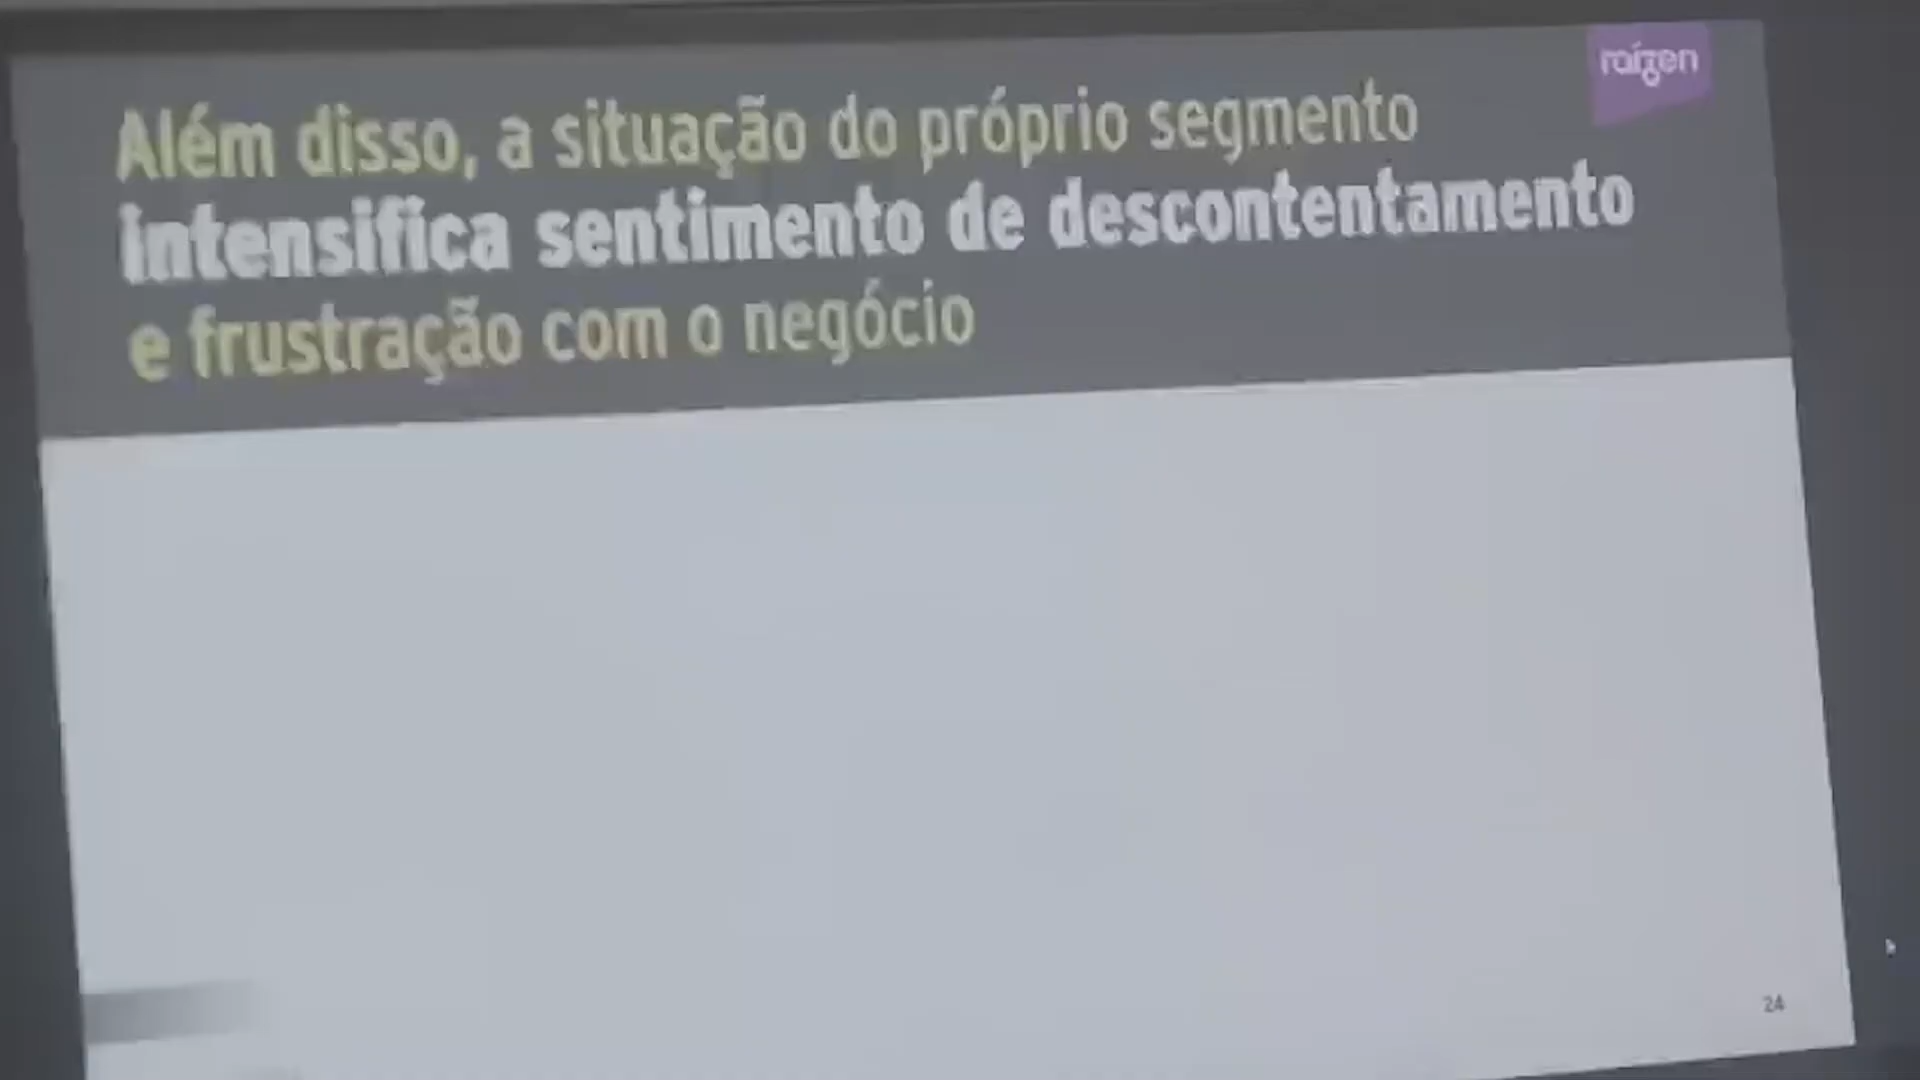 raízen
Além disso, a situação do próprio segmento
intensifica sentimento de descontentamento
e frustração com o negócio
24